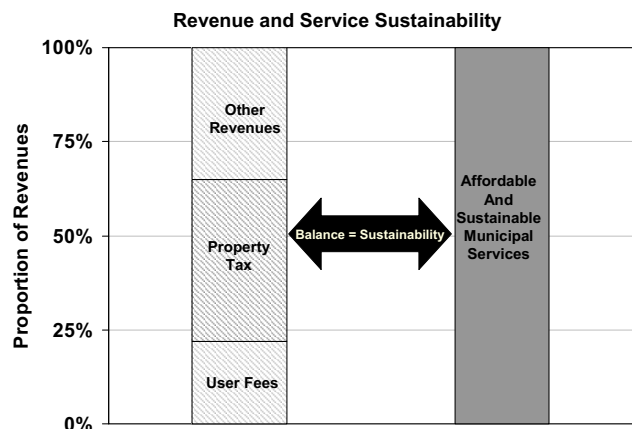 Revenue and Service Sustainability
Proportion of Revenues
100%
75%
50%
25%
0%
Other
Revenues
Property
Tax
User Fees
Balance = Sustainability
Affordable
And
Sustainable
Municipal
Services